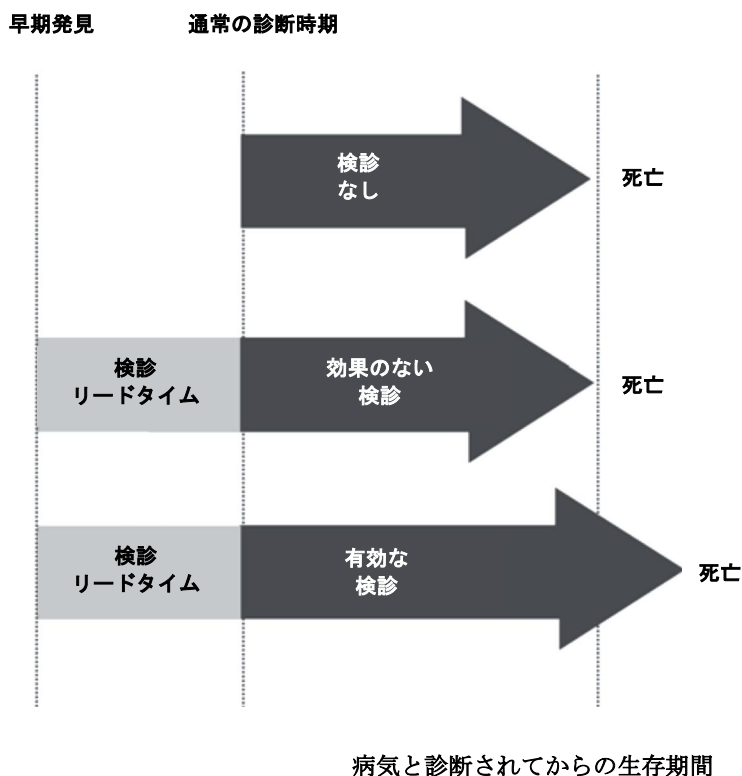 早期発見
通常の診断時期
検診
なし
死亡
検診
リードタイム
効果のない
検診
死亡
検診
リードタイム
有効な
検診
死亡
病気と診断されてからの生存期間